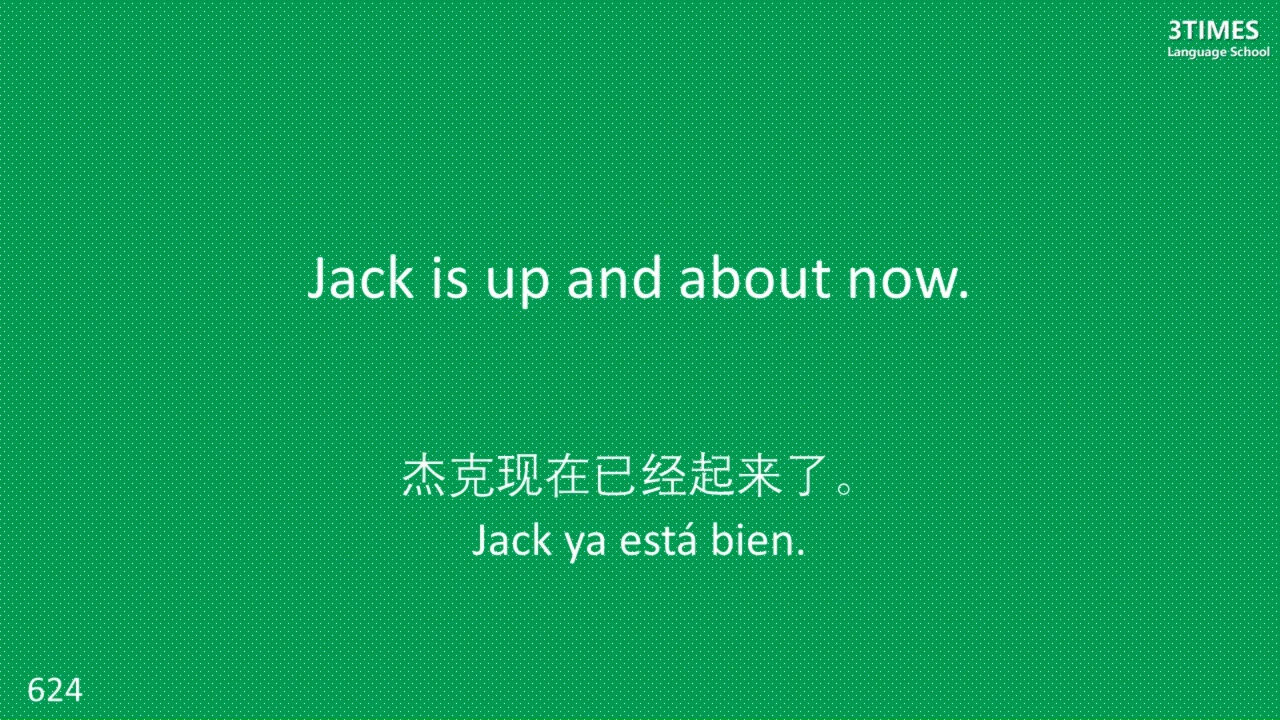 3TIMES
Language School
Jack is up and about now.
杰克现在已经起来了。
Jack ya está bien.
624